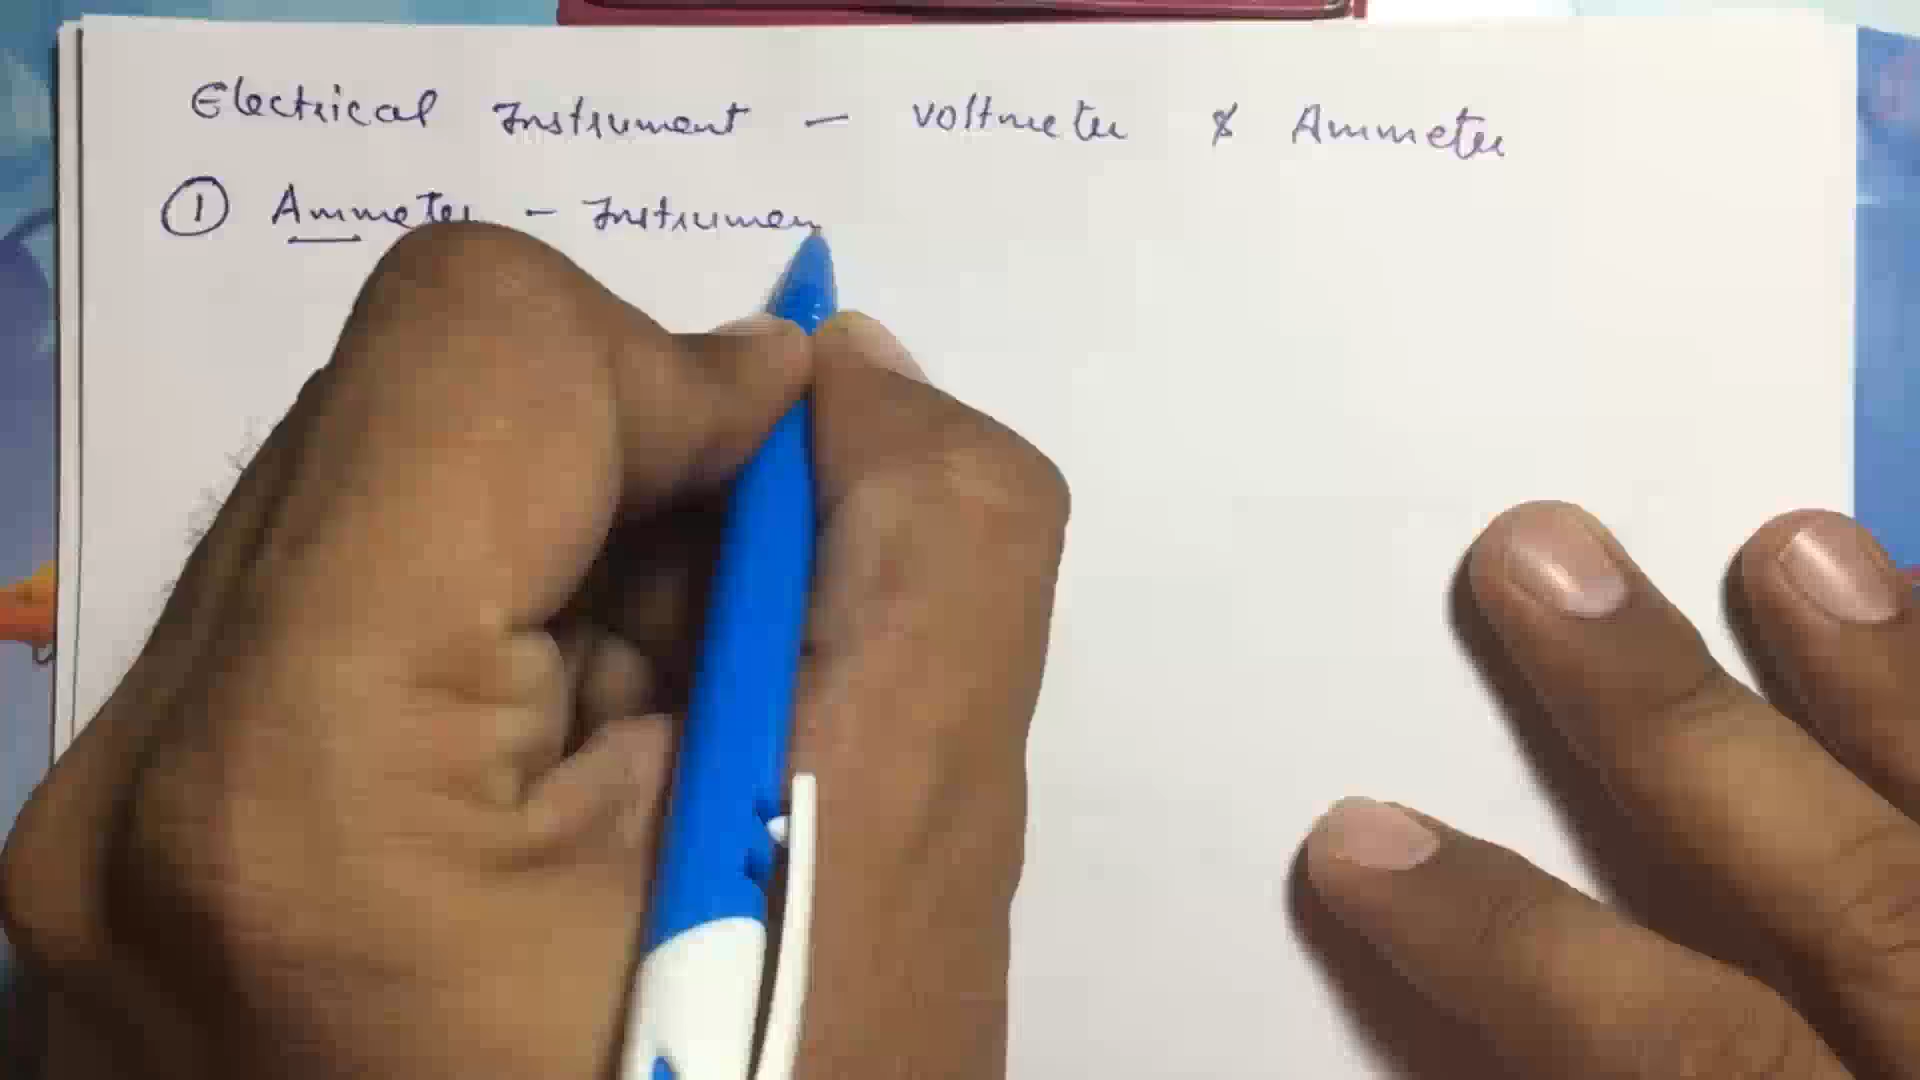 Electrical Instrument - Voltmeter & Ammeter
① Ammeter - Instrumen